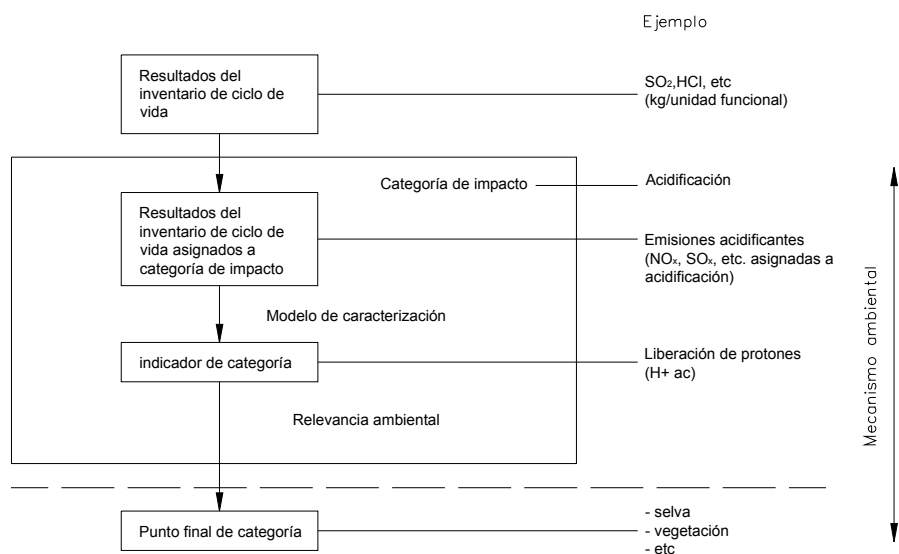 Ejemplo
Resultados del
inventario de ciclo de
vida
SO₂,HCl, etc
(kg/unidad funcional)
Categoría de impacto
Acidificación
Resultados del
inventario de ciclo de
vida asignados a
categoría de impacto
Emisiones acidificantes
(NOₓ, SOₓ, etc. asignadas a
acidificación)
Modelo de caracterización
indicador de categoría
Liberación de protones
(H+ ac)
Relevancia ambiental
Mecanismo ambiental
Punto final de categoría
- selva
- vegetación
- etc